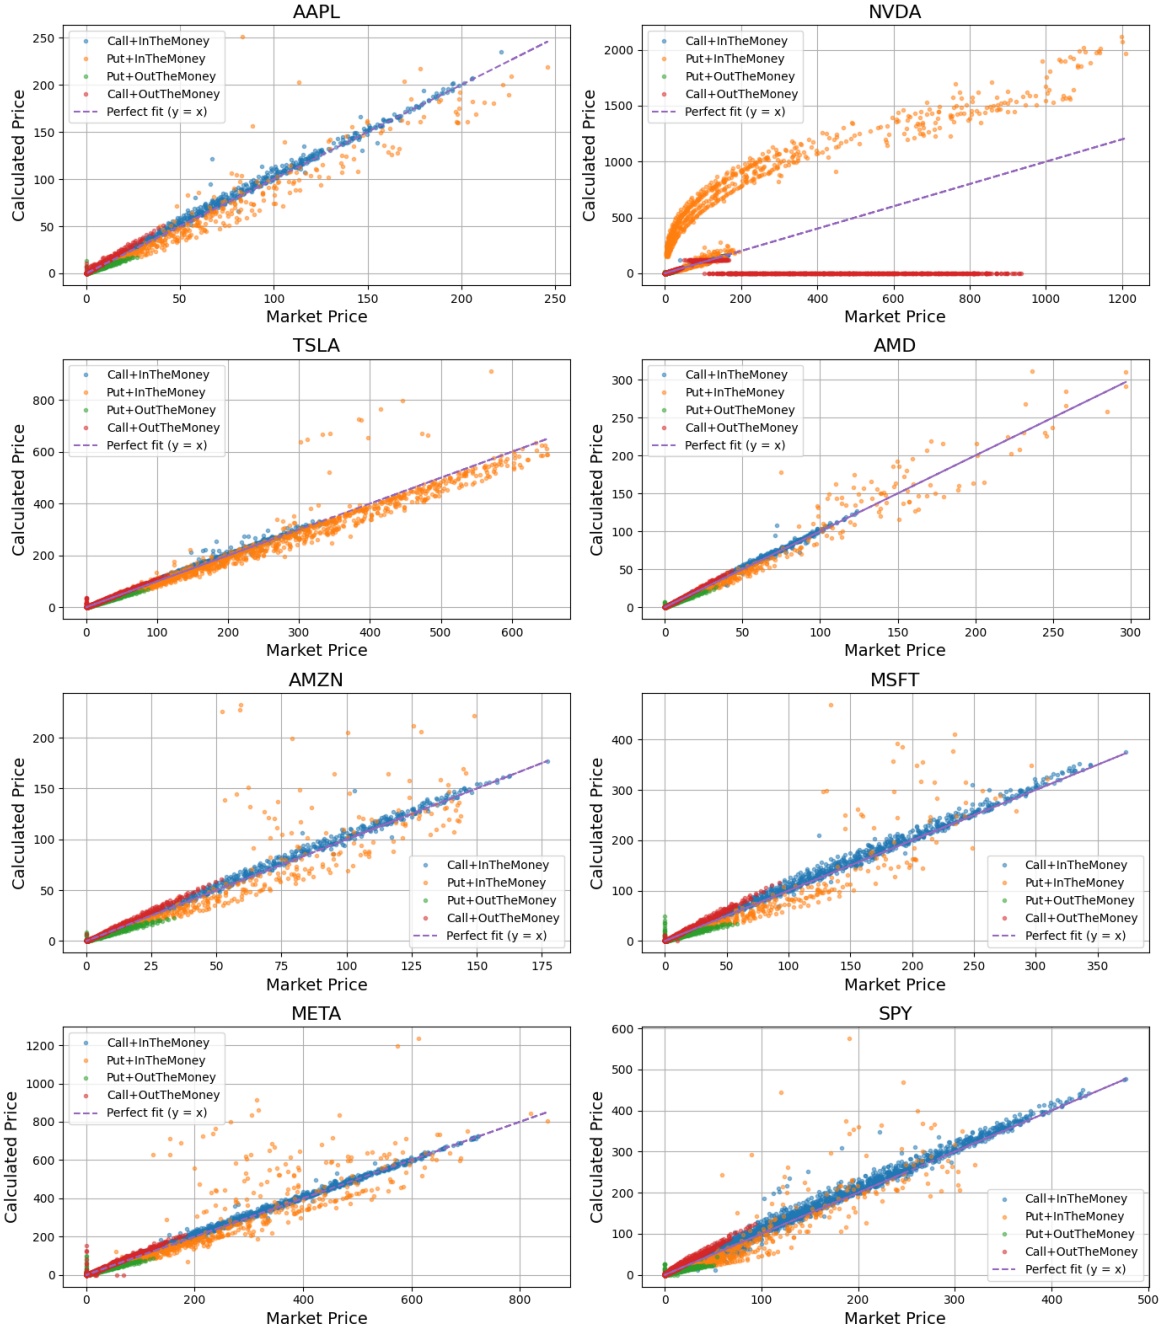 AAPL
Calculated Price
250
200
150
100
50
0
Call+InTheMoney
Put+InTheMoney
Put+OutTheMoney
Call+OutTheMoney
Perfect fit (y = x)
0 50 100 150 200 250
Market Price
NVDA
Calculated Price
2000
1500
1000
500
0
Call+InTheMoney
Put+InTheMoney
Put+OutTheMoney
Call+OutTheMoney
Perfect fit (y = x)
0 200 400 600 800 1000 1200
Market Price
TSLA
Calculated Price
800
600
400
200
0
Call+InTheMoney
Put+InTheMoney
Put+OutTheMoney
Call+OutTheMoney
Perfect fit (y = x)
0 100 200 300 400 500 600
Market Price
AMD
Calculated Price
300
250
200
150
100
50
0
Call+InTheMoney
Put+InTheMoney
Put+OutTheMoney
Call+OutTheMoney
Perfect fit (y = x)
0 50 100 150 200 250 300
Market Price
AMZN
Calculated Price
200
150
100
50
0
Call+InTheMoney
Put+InTheMoney
Put+OutTheMoney
Call+OutTheMoney
Perfect fit (y = x)
0 25 50 75 100 125 150 175
Market Price
MSFT
Calculated Price
400
300
200
100
0
Call+InTheMoney
Put+InTheMoney
Put+OutTheMoney
Call+OutTheMoney
Perfect fit (y = x)
0 50 100 150 200 250 300 350
Market Price
META
Calculated Price
1200
1000
800
600
400
200
0
Call+InTheMoney
Put+InTheMoney
Put+OutTheMoney
Call+OutTheMoney
Perfect fit (y = x)
0 200 400 600 800
Market Price
SPY
Calculated Price
600
500
400
300
200
100
0
Call+InTheMoney
Put+InTheMoney
Put+OutTheMoney
Call+OutTheMoney
Perfect fit (y = x)
0 100 200 300 400 500
Market Price